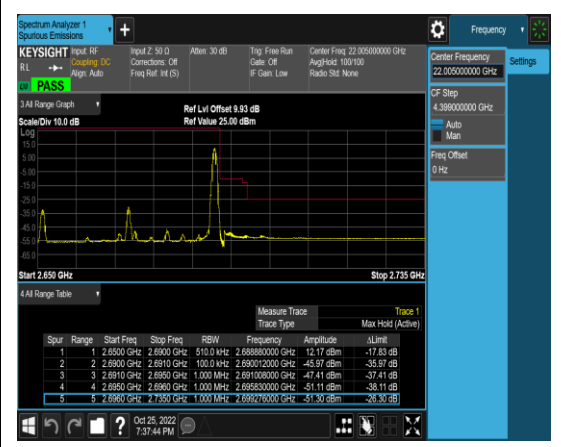 Spectrum Analyzer 1
Spurious Emissions
+
Frequency
KEYSIGHT
Input: RF
Input Z: 50 Ω
Atten: 30 dB
Trig: Free Run
Center Freq: 22.005000000 GHz
RL
Coupling: DC
Corrections: Off
Gate: Off
Avg|Hold: 100/100
Align: Auto
Freq Ref: Int (S)
IF Gain: Low
Radio Std: None
LXI
PASS
Center Frequency
22.005000000 GHz
Settings
CF Step
4.399000000 GHz
Auto
Man
Freq Offset
0 Hz
3 All Range Graph
Ref Lvl Offset 9.93 dB
Scale/Div 10.0 dB
Ref Value 25.00 dBm
Log
15.0
5.00
-5.00
-15.0
-25.0
-35.0
-45.0
-55.0
-65.0
Start 2.650 GHz
Stop 2.735 GHz
4 All Range Table
Measure Trace Trace 1
Trace Type Max Hold (Active)
Spur Range Start Freq Stop Freq RBW Frequency Amplitude ΔLimit
1 1 2.6500 GHz 2.6900 GHz 510.0 kHz 2.688880000 GHz 12.17 dBm -17.83 dB
2 2 2.6900 GHz 2.6910 GHz 100.0 kHz 2.690012000 GHz -45.97 dBm -35.97 dB
3 3 2.6910 GHz 2.6950 GHz 1.000 MHz 2.691008000 GHz -47.41 dBm -37.41 dB
4 4 2.6950 GHz 2.6960 GHz 1.000 MHz 2.695830000 GHz -51.11 dBm -38.11 dB
5 5 2.6960 GHz 2.7350 GHz 1.000 MHz 2.699276000 GHz -51.30 dBm -26.30 dB
?
Oct 25, 2022
7:37:44 PM